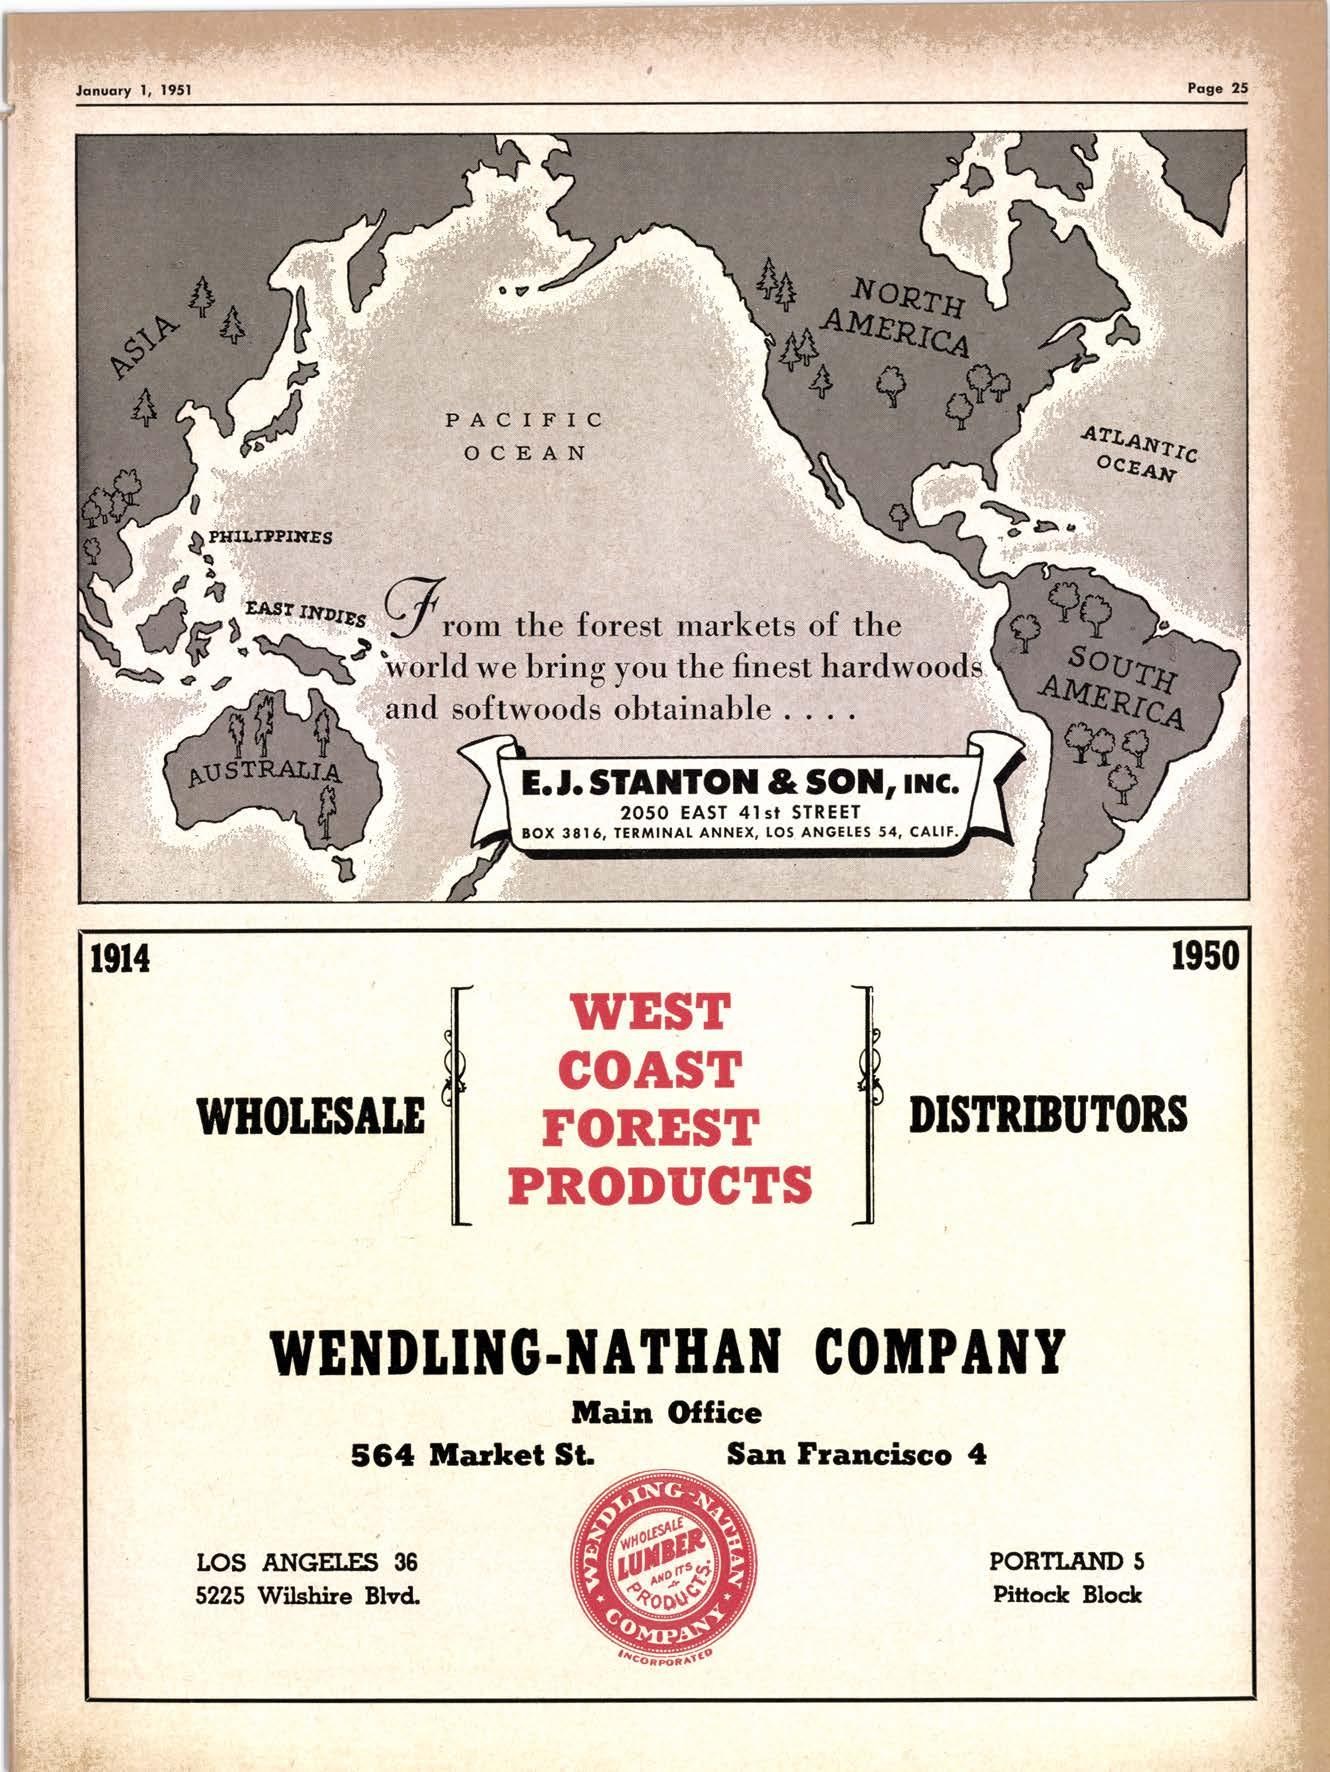 January 1, 1951
Page 25
NORTH
AMERICA
ASIA
PACIFIC
OCEAN
ATLANTIC
OCEAN
PHILIPPINES
EAST INDIES
From the forest markets of the
world we bring you the finest hardwoods
and softwoods obtainable . . . .
SOUTH
AMERICA
AUSTRALIA
E. J. STANTON & SON, INC.
2050 EAST 41st STREET
BOX 3816, TERMINAL ANNEX, LOS ANGELES 54, CALIF.
1914
1950
WEST
COAST
FOREST
PRODUCTS
WHOLESALE
DISTRIBUTORS
WENDLING-NATHAN COMPANY
Main Office
564 Market St. San Francisco 4
WENDLING-NATHAN
COMPANY
INCORPORATED
WHOLESALE
LUMBER
AND ITS
PRODUCTS.
LOS ANGELES 36
5225 Wilshire Blvd.
PORTLAND 5
Pittock Block